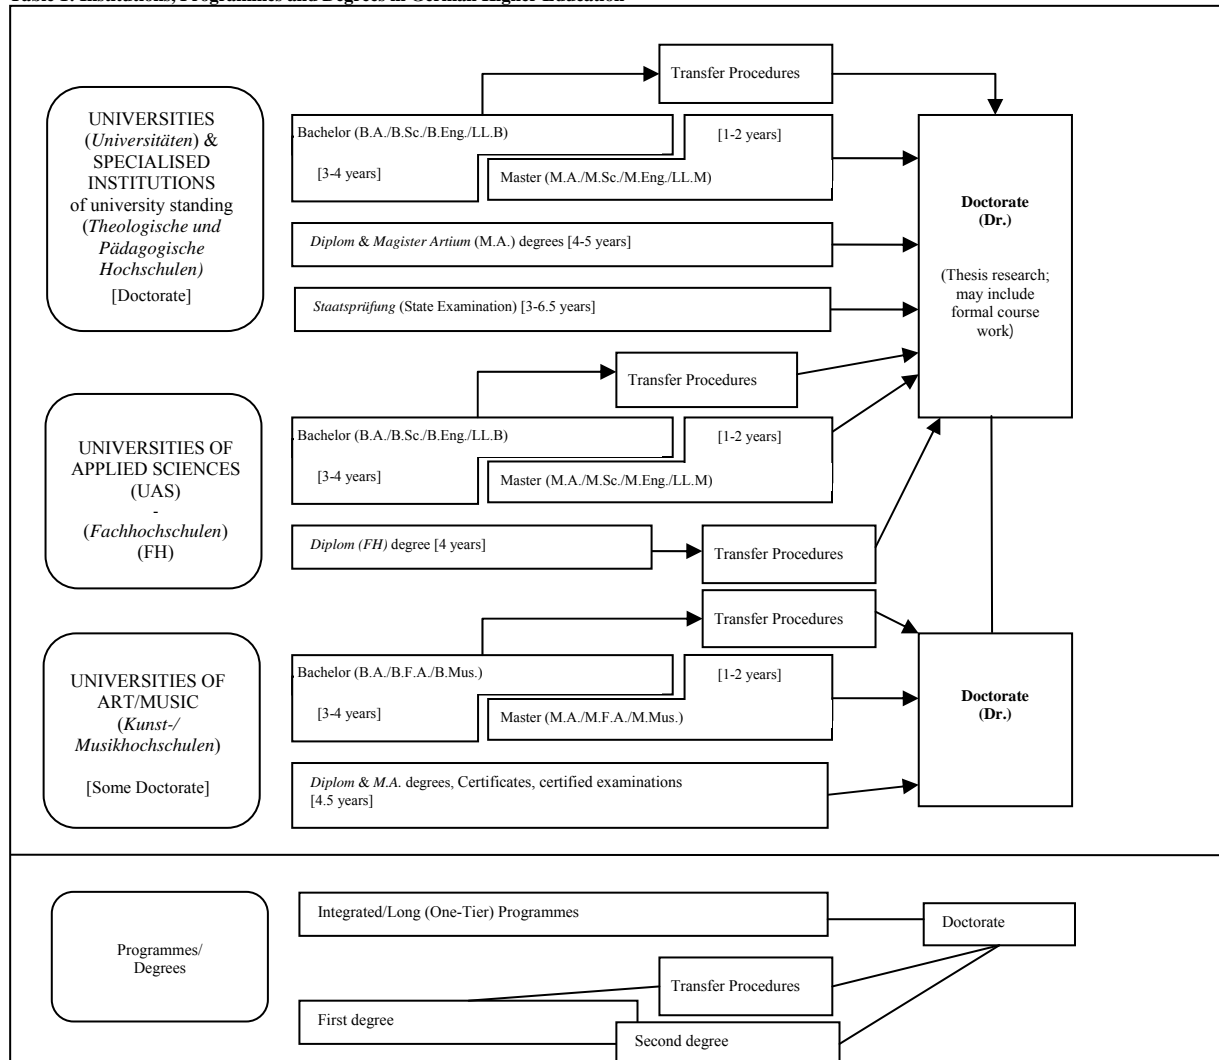 Table 1: Institutions, Programmes and Degrees in German Higher Education
Transfer Procedures
UNIVERSITIES
(Universitäten) &
SPECIALISED
INSTITUTIONS
of university standing
(Theologische und
Pädagogische
Hochschulen)
[Doctorate]
Bachelor (B.A./B.Sc./B.Eng./LL.B)
[3-4 years]
[1-2 years]
Master (M.A./M.Sc./M.Eng./LL.M)
Diplom & Magister Artium (M.A.) degrees [4-5 years]
Staatsprüfung (State Examination) [3-6.5 years]
Doctorate
(Dr.)
(Thesis research;
may include
formal course
work)
Transfer Procedures
UNIVERSITIES OF
APPLIED SCIENCES
(UAS)
-
(Fachhochschulen)
(FH)
Bachelor (B.A./B.Sc./B.Eng./LL.B)
[3-4 years]
[1-2 years]
Master (M.A./M.Sc./M.Eng./LL.M)
Diplom (FH) degree [4 years]
Transfer Procedures
Transfer Procedures
UNIVERSITIES OF
ART/MUSIC
(Kunst-/
Musikhochschulen)
[Some Doctorate]
Bachelor (B.A./B.F.A./B.Mus.)
[3-4 years]
[1-2 years]
Master (M.A./M.F.A./M.Mus.)
Diplom & M.A. degrees, Certificates, certified examinations
[4.5 years]
Doctorate
(Dr.)
Programmes/
Degrees
Integrated/Long (One-Tier) Programmes
Doctorate
Transfer Procedures
First degree
Second degree